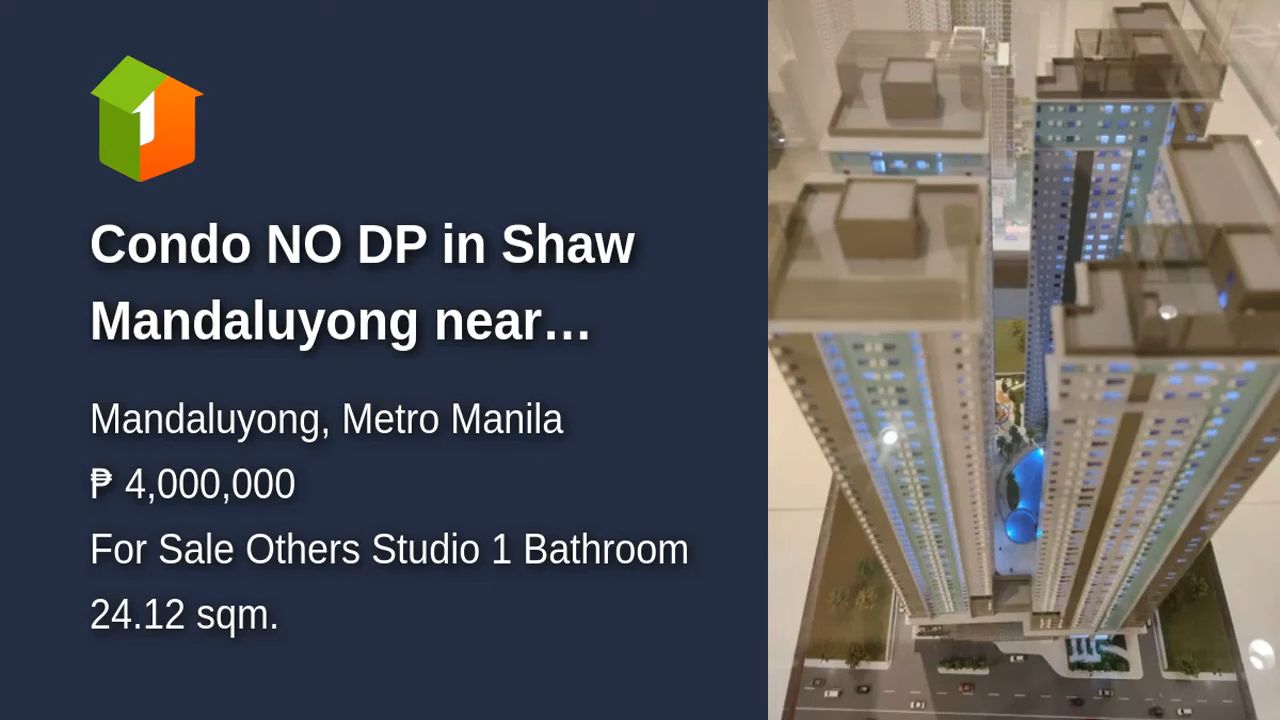 Condo NO DP in Shaw
Mandaluyong near…
Mandaluyong, Metro Manila
₱ 4,000,000
For Sale Others Studio 1 Bathroom
24.12 sqm.